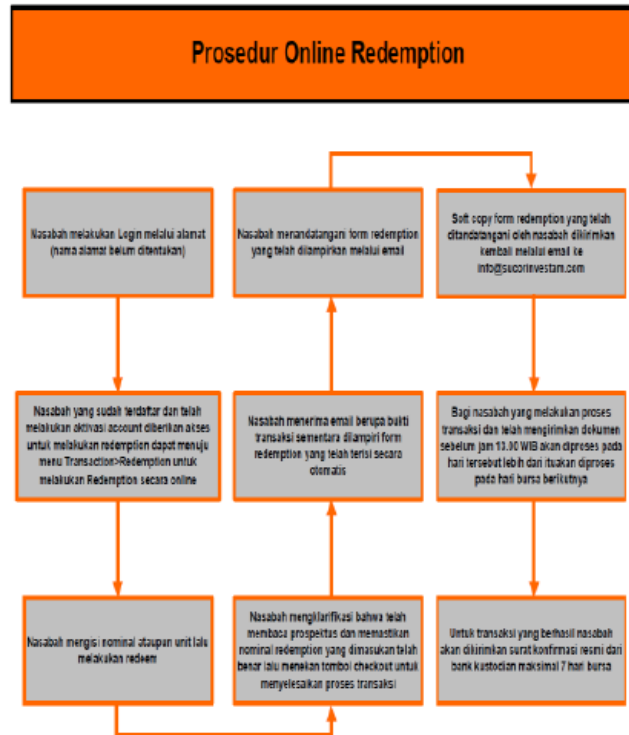 Prosedur Online Redemption
Nasabah melakukan Login melalui alamat
(nama alamat belum ditentukan)
Nasabah yang sudah terdaftar dan telah
melakukan aktivasi account diberikan akses
untuk melakukan redemption dapat menuju
menu Transaction>Redemption untuk
melakukan Redemption secara online
Nasabah mengisi nominal ataupun unit lalu
melakukan redeem
Nasabah mengklarifikasi bahwa telah
membaca prospektus dan memastikan
nominal redemption yang dimasukan telah
benar lalu menekan tombol checkout untuk
menyelesaikan proses transaksi
Nasabah menerima email berupa bukti
transaksi sementara dilampiri form
redemption yang telah terisi secara
otomatis
Nasabah menandatangani form redemption
yang telah dilampirkan melalui email
Soft copy form redemption yang telah
ditandatangani oleh nasabah dikirimkan
kembali melalui email ke
info@sucorinvestam.com
Bagi nasabah yang melakukan proses
transaksi dan telah mengirimkan dokumen
sebelum jam 13.00 WIB akan diproses pada
hari tersebut lebih dari ituakan diproses
pada hari bursa berikutnya
Untuk transaksi yang berhasil nasabah
akan dikirimkan surat konfirmasi resmi dari
bank kustodian maksimal 7 hari bursa